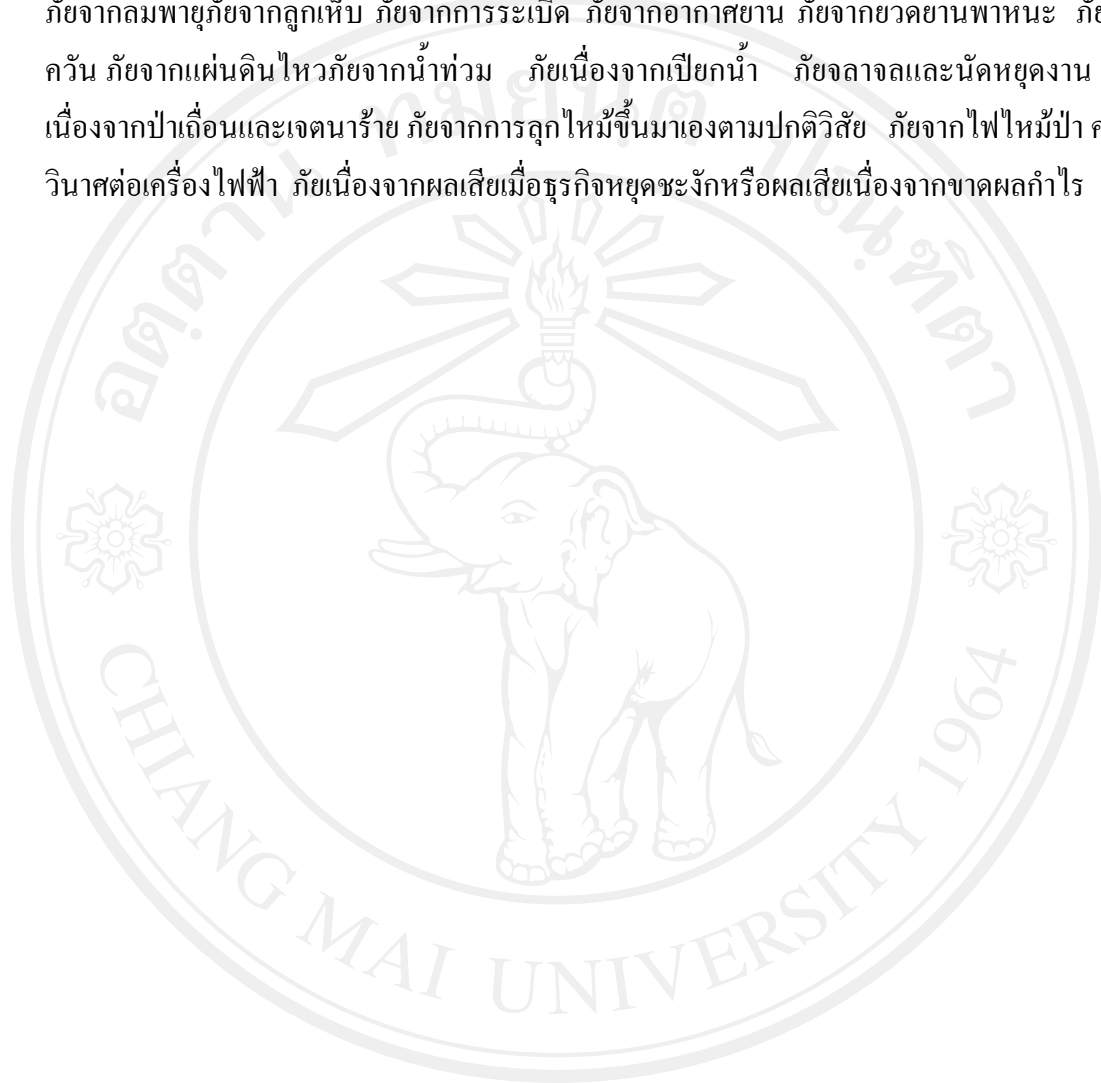 ภัยจากลมพายุภัยจากลูกเห็บ ภัยจากการระเบิด ภัยจากอากาศยาน ภัยจากยวดยานพาหนะ
ควัน ภัยจากแผ่นดินไหวภัยจากน้ำท่วม ภัยเนื่องจากเปียกน้ำ ภัยจลาจลและนัดหยุดงาน
เนื่องจากป่าเถื่อนและเจตนาร้าย ภัยจากการลุกไหม้ขึ้นมาเองตามปกติวิสัย ภัยจากไฟไหม้ป่า
วินาศต่อเครื่องไฟฟ้า ภัยเนื่องจากผลเสียเมื่อธุรกิจหยุดชะงักหรือผลเสียเนื่องจากขาดผลกำไร
CHIANG MAI UNIVERSITY 1964